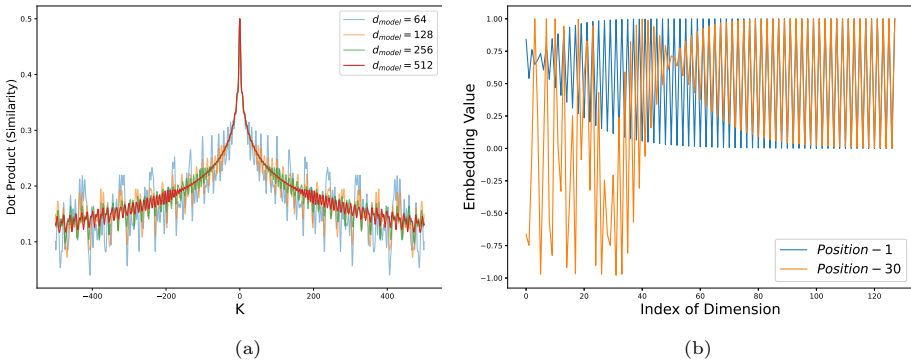 0.5
0.4
0.3
0.2
0.1
Dot Product (Similarity)
−400
−200
0
200
400
K
d_model = 64
d_model = 128
d_model = 256
d_model = 512
(a)
1.00
0.75
0.50
0.25
0.00
−0.25
−0.50
−0.75
−1.00
Embedding Value
0
20
40
60
80
100
120
Index of Dimension
Position − 1
Position − 30
(b)